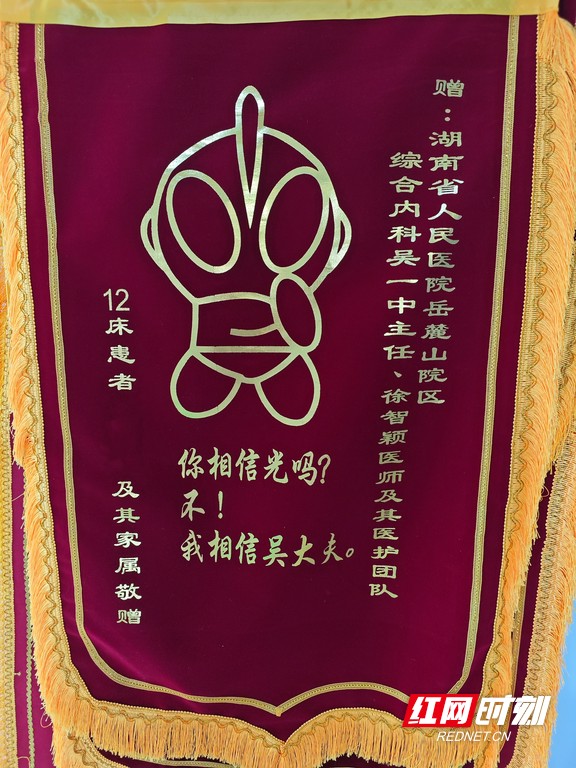 赠：湖南省人民医院岳麓山院区
综合内科吴一中主任、徐智颖医师及其医护团队
你相信光吗？
不！
我相信吴大夫。
12床患者 及其家属敬赠
红网时刻
REDNET.CN